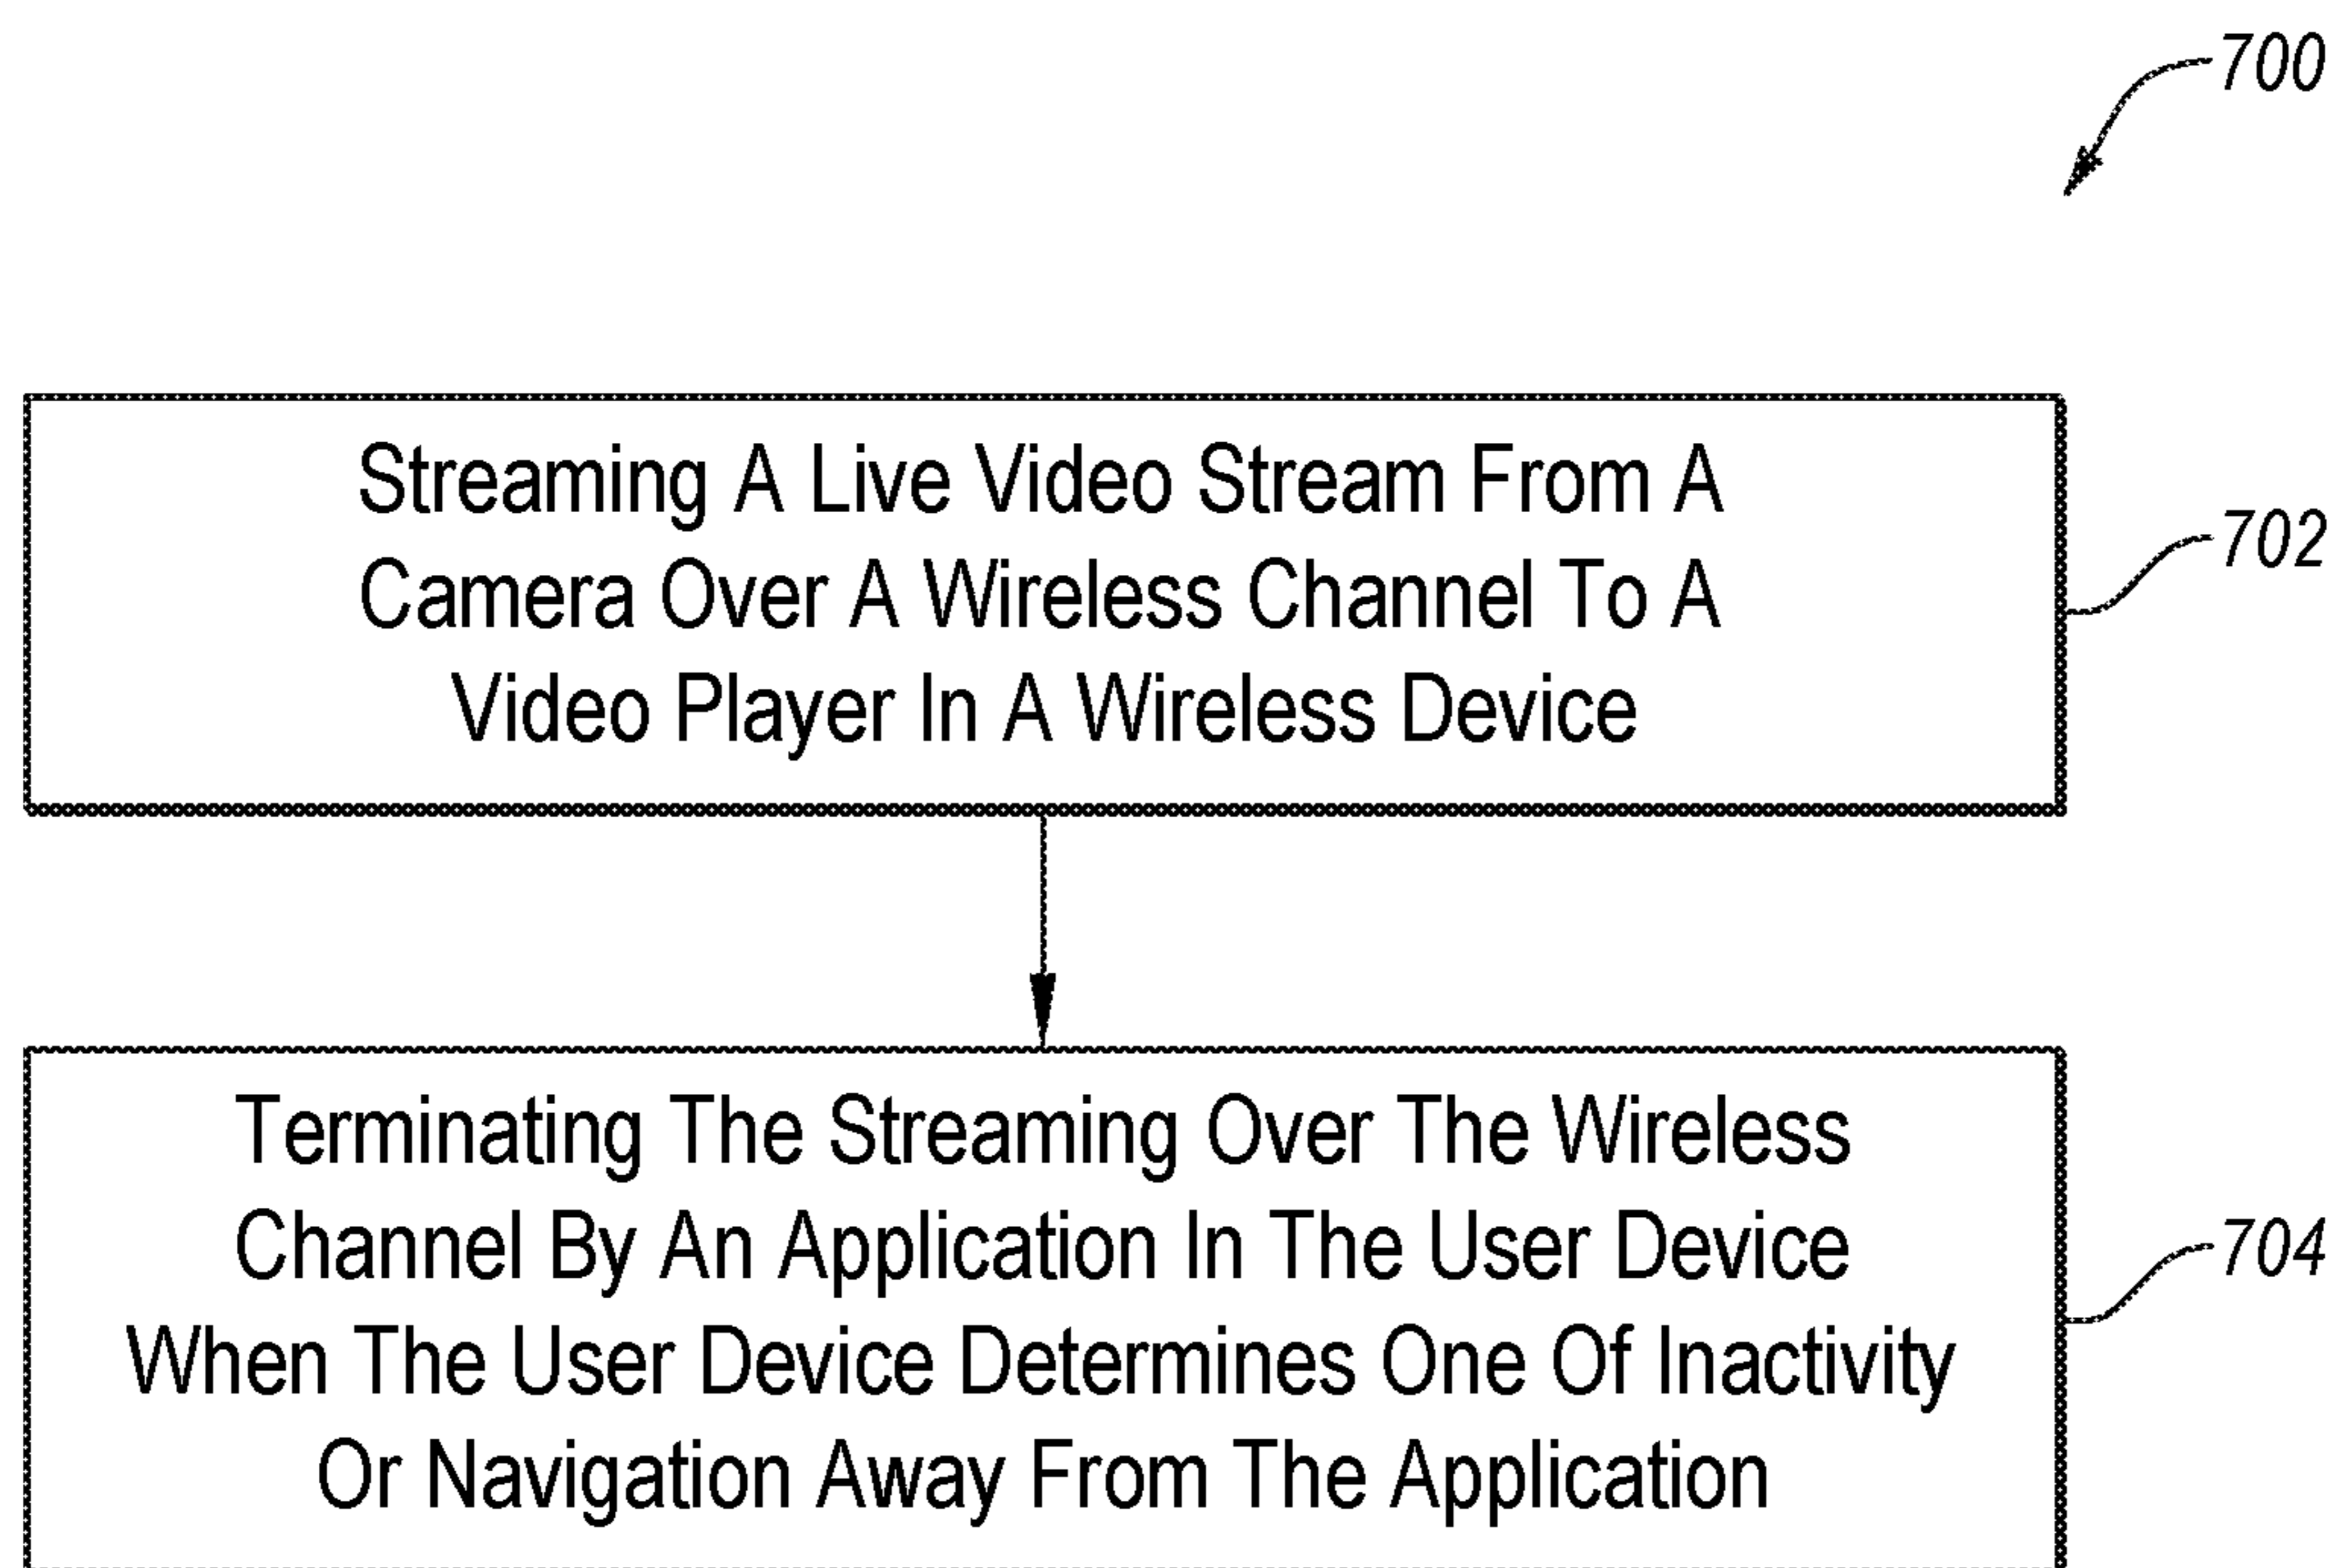 700
Streaming A Live Video Stream From A
Camera Over A Wireless Channel To A
Video Player In A Wireless Device
702
Terminating The Streaming Over The Wireless
Channel By An Application In The User Device
When The User Device Determines One Of Inactivity
Or Navigation Away From The Application
704